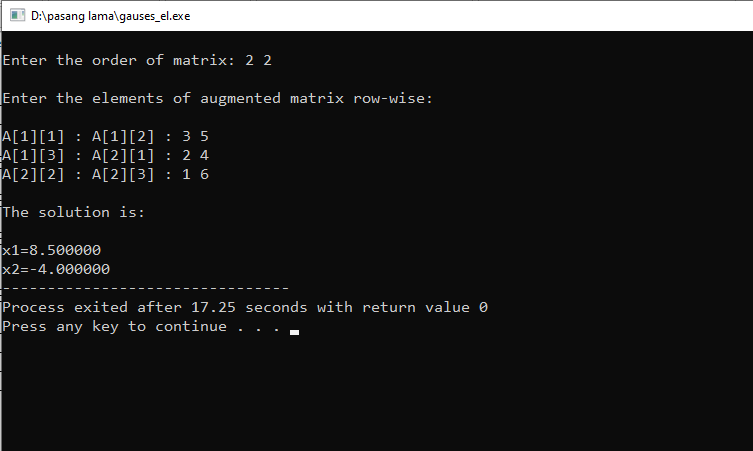 D:\pasang lama\gauses_el.exe
Enter the order of matrix: 2 2
Enter the elements of augmented matrix row-wise:
A[1][1] : A[1][2] : 3 5
A[1][3] : A[2][1] : 2 4
A[2][2] : A[2][3] : 1 6
The solution is:
x1=8.500000
x2=-4.000000
--------------------------------
Process exited after 17.25 seconds with return value 0
Press any key to continue . . .